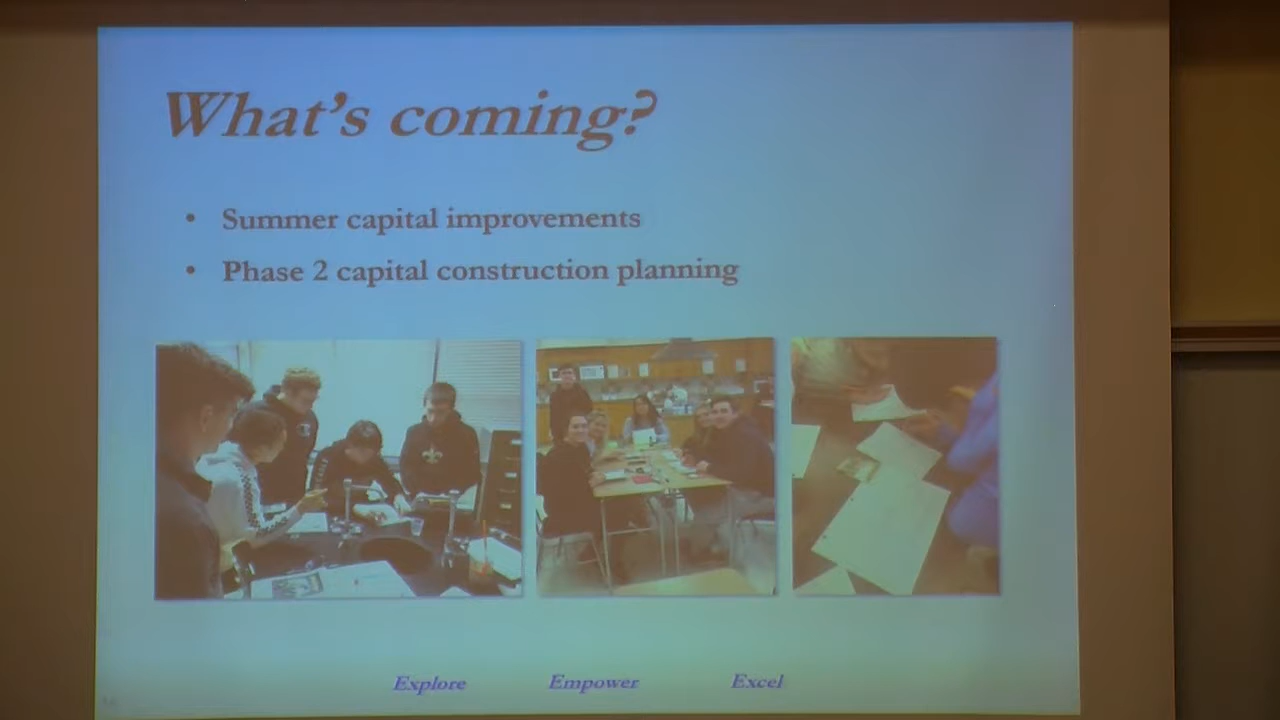 What's coming?
• Summer capital improvements
• Phase 2 capital construction planning
Explore Empower Excel